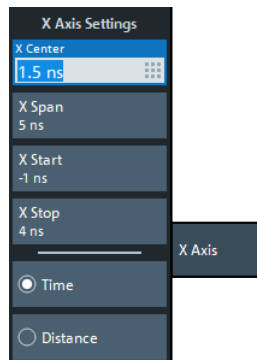 X Axis Settings
X Center
1.5 ns
X Span
5 ns
X Start
-1 ns
X Stop
4 ns
X Axis
Time
Distance